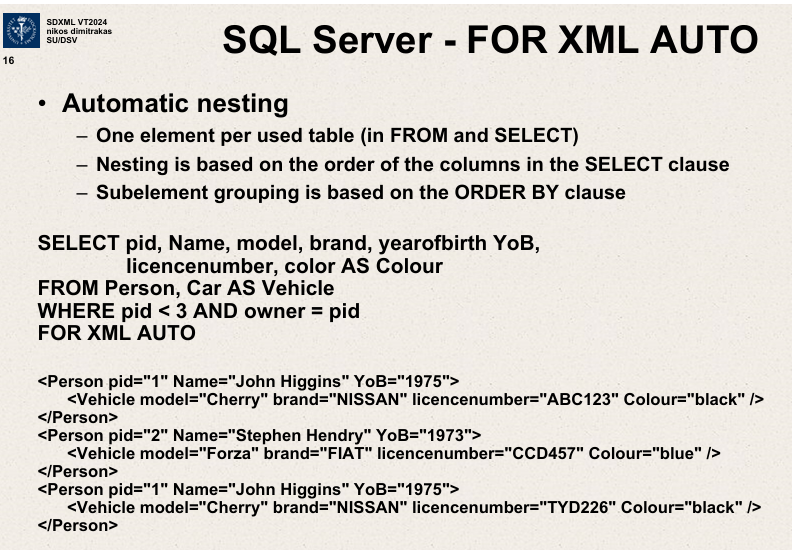 SDXML VT2024
nikos dimitrakas
SU/DSV
16
SQL Server - FOR XML AUTO
• Automatic nesting
– One element per used table (in FROM and SELECT)
– Nesting is based on the order of the columns in the SELECT clause
– Subelement grouping is based on the ORDER BY clause
SELECT pid, Name, model, brand, yearofbirth YoB,
licencenumber, color AS Colour
FROM Person, Car AS Vehicle
WHERE pid < 3 AND owner = pid
FOR XML AUTO
<Person pid="1" Name="John Higgins" YoB="1975">
<Vehicle model="Cherry" brand="NISSAN" licencenumber="ABC123" Colour="black" />
</Person>
<Person pid="2" Name="Stephen Hendry" YoB="1973">
<Vehicle model="Forza" brand="FIAT" licencenumber="CCD457" Colour="blue" />
</Person>
<Person pid="1" Name="John Higgins" YoB="1975">
<Vehicle model="Cherry" brand="NISSAN" licencenumber="TYD226" Colour="black" />
</Person>